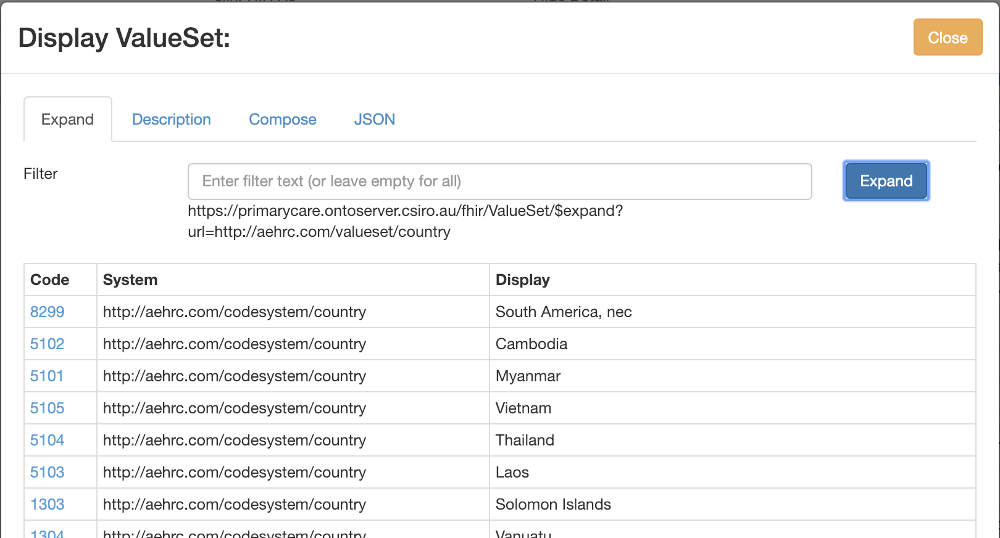 Display ValueSet:
Close
Expand Description Compose JSON
Filter
Enter filter text (or leave empty for all)
Expand
https://primarycare.ontoserver.csiro.au/fhir/ValueSet/$expand?
url=http://aehrc.com/valueset/country
Code System Display
8299 http://aehrc.com/codesystem/country South America, nec
5102 http://aehrc.com/codesystem/country Cambodia
5101 http://aehrc.com/codesystem/country Myanmar
5105 http://aehrc.com/codesystem/country Vietnam
5104 http://aehrc.com/codesystem/country Thailand
5103 http://aehrc.com/codesystem/country Laos
1303 http://aehrc.com/codesystem/country Solomon Islands
1304 http://aehrc.com/codesystem/country Vanuatu